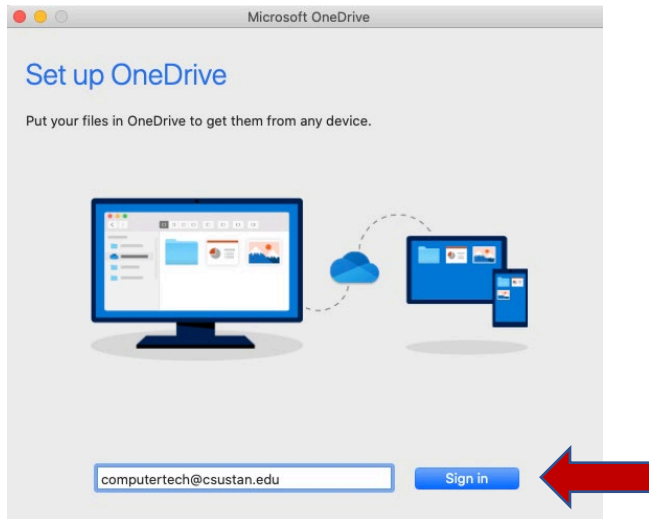 Microsoft OneDrive
Set up OneDrive
Put your files in OneDrive to get them from any device.
computertech@csustan.edu
Sign in